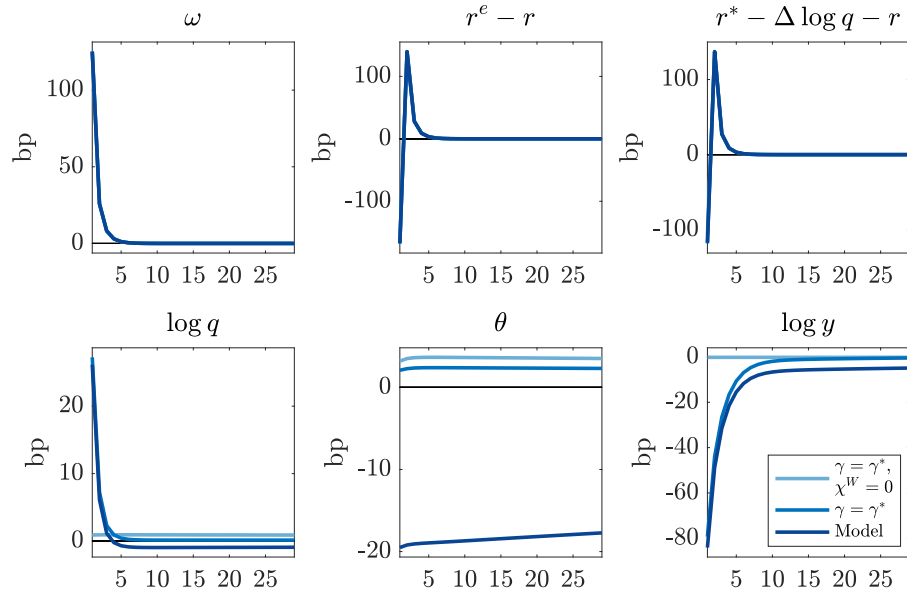 ω
bp
100
50
0
5 10 15 20 25
r^e − r
bp
100
0
-100
5 10 15 20 25
r* − Δ log q − r
bp
100
0
-100
5 10 15 20 25
log q
bp
20
10
0
5 10 15 20 25
θ
bp
0
-10
-20
5 10 15 20 25
log y
bp
0
-20
-40
-60
-80
5 10 15 20 25
γ = γ*,
χ^W = 0
γ = γ*
Model